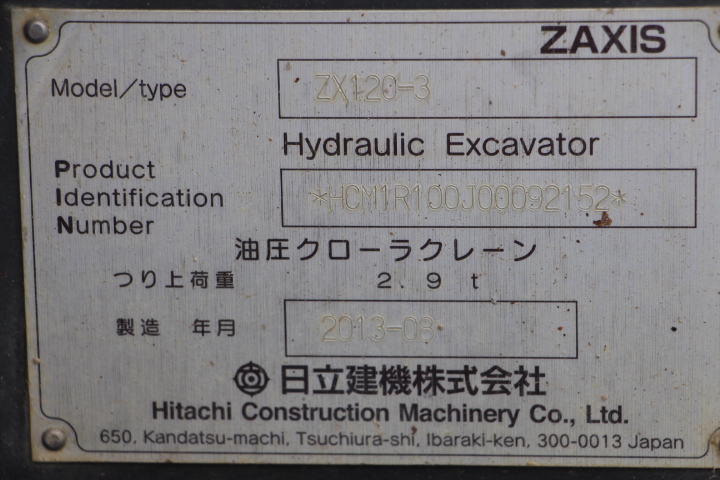 ZAXIS
Model/type ZX120-3
Hydraulic Excavator
Product
Identification *HCM1R100J00092152*
Number
油圧クローラクレーン
つり上荷重 2.9 t
製造 年月 2013-03
日立建機株式会社
Hitachi Construction Machinery Co., Ltd.
650, Kandatsu-machi, Tsuchiura-shi, Ibaraki-ken, 300-0013 Japan